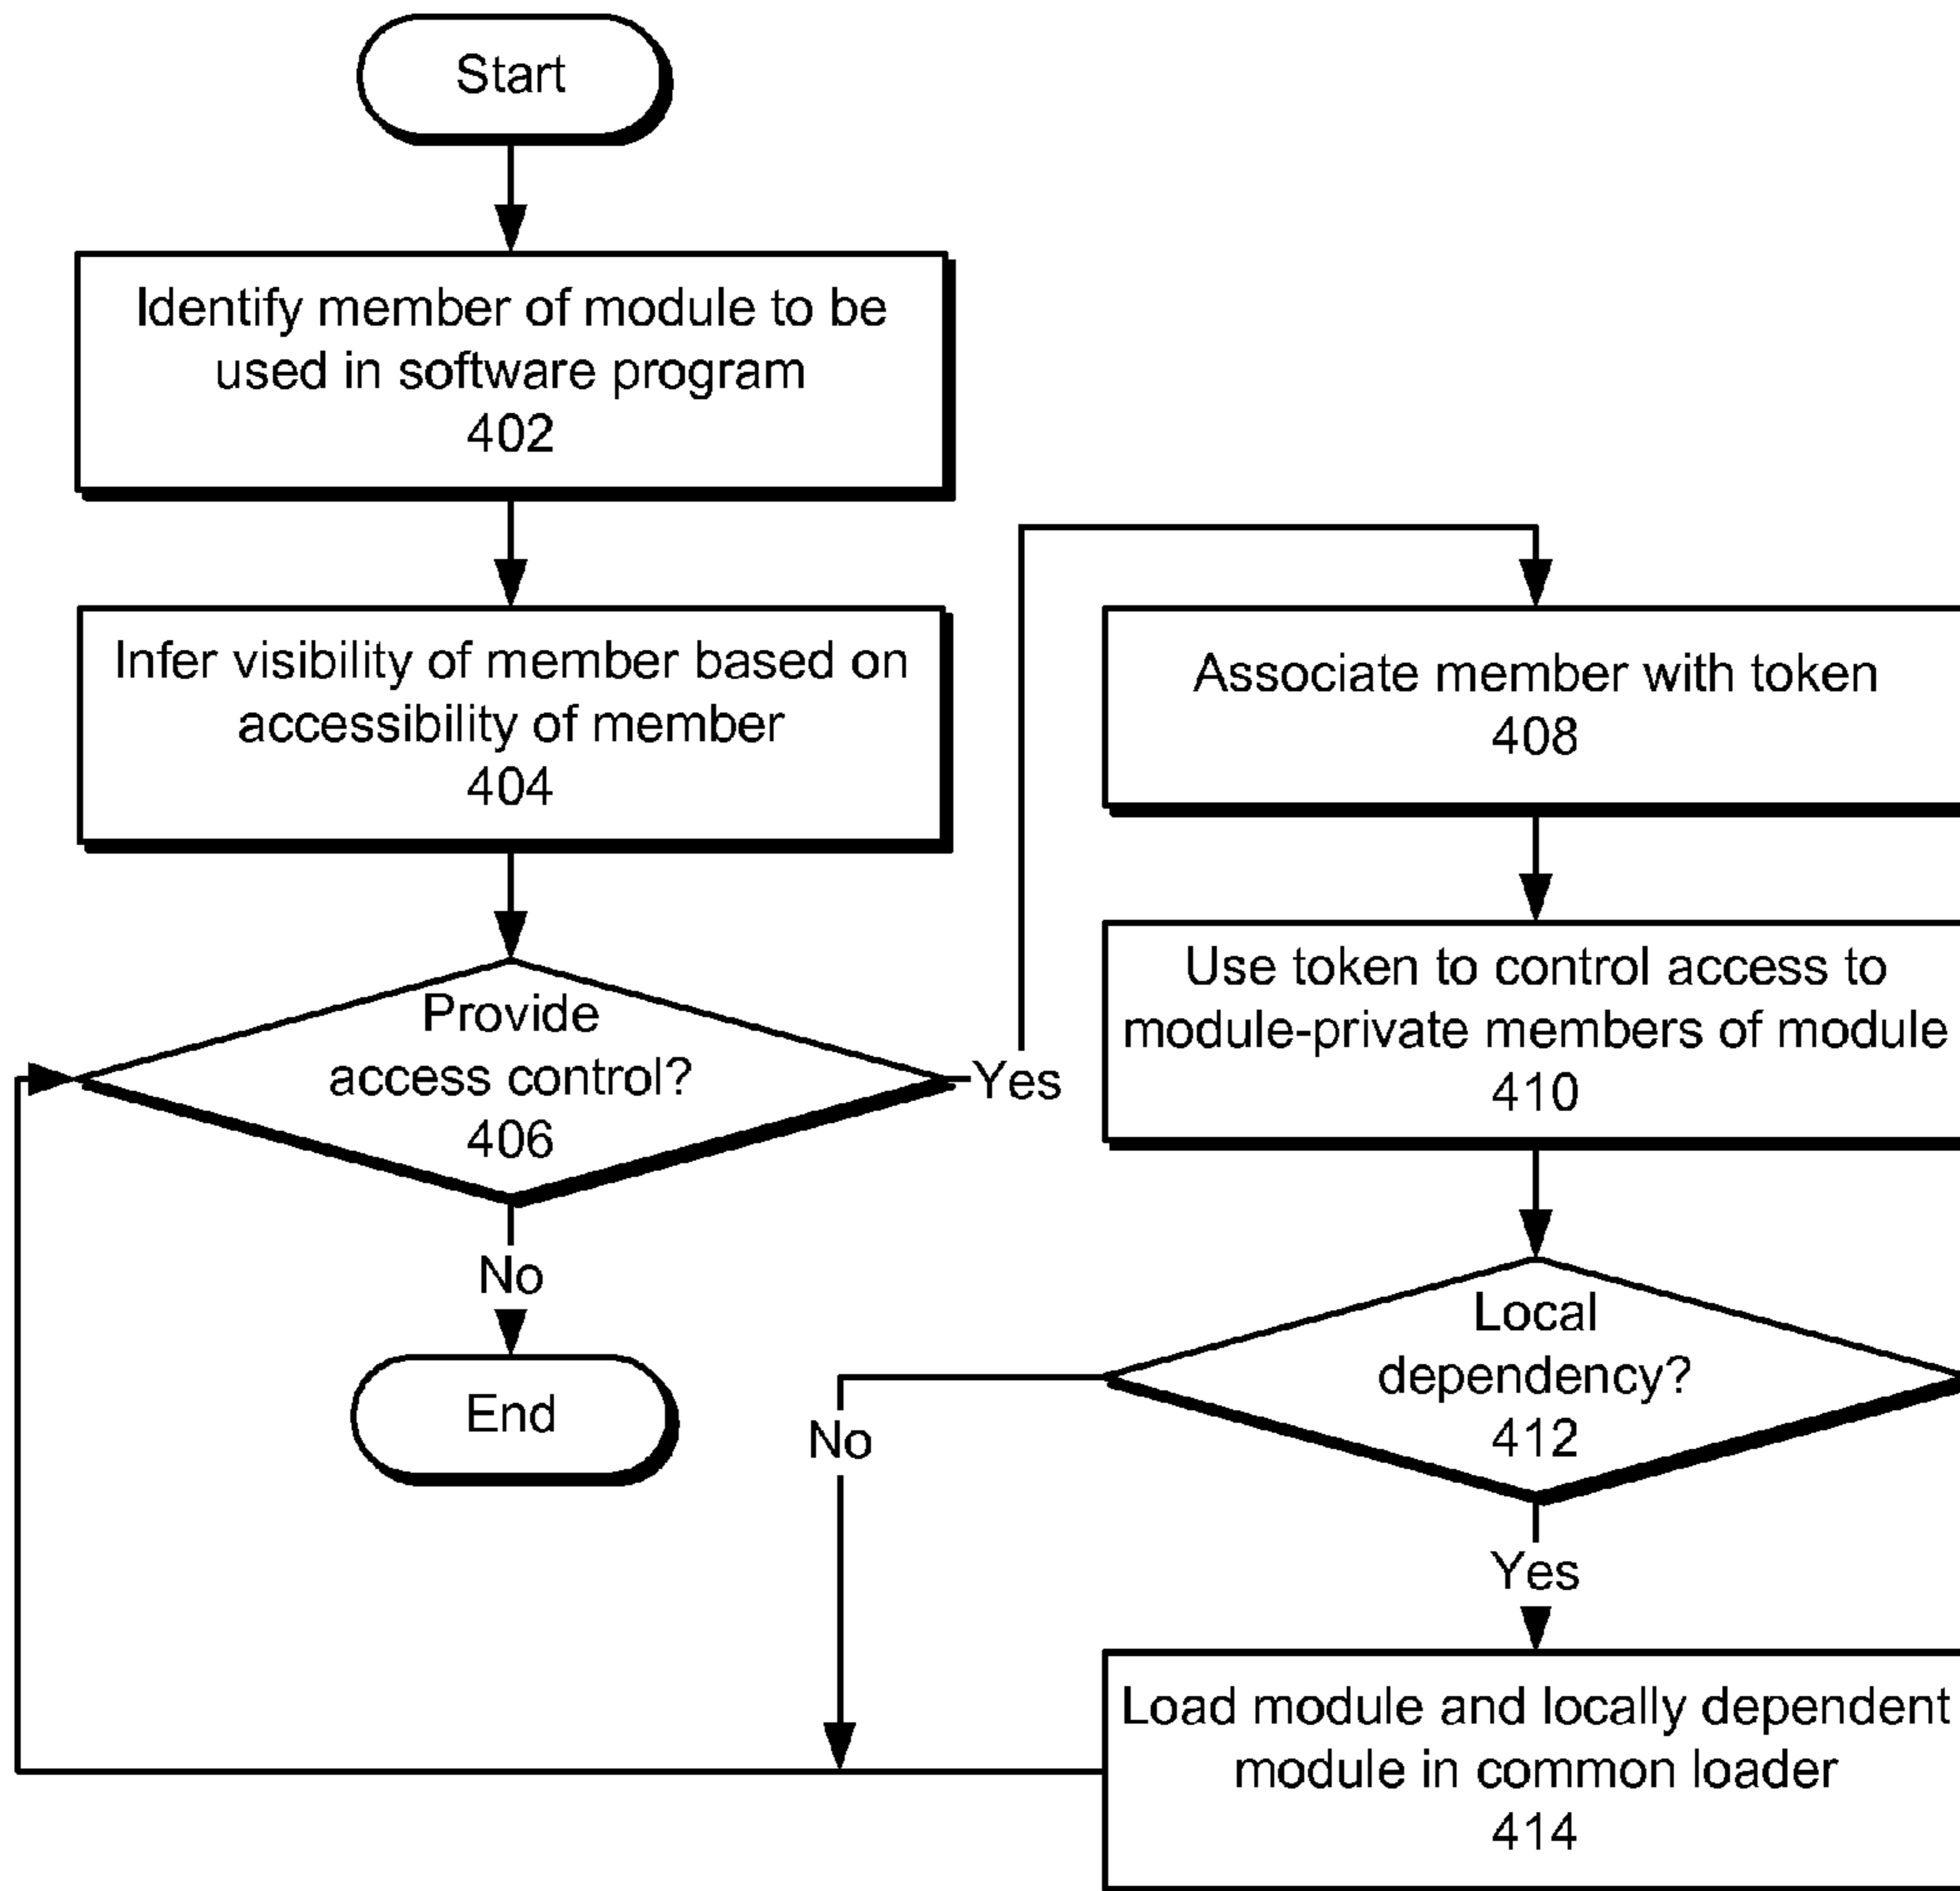 Start
Identify member of module to be
used in software program
402
Infer visibility of member based on
accessibility of member
404
Provide
access control?
406
Yes
No
End
Associate member with token
408
Use token to control access to
module-private members of module
410
Local
dependency?
412
No
Yes
Load module and locally dependent
module in common loader
414